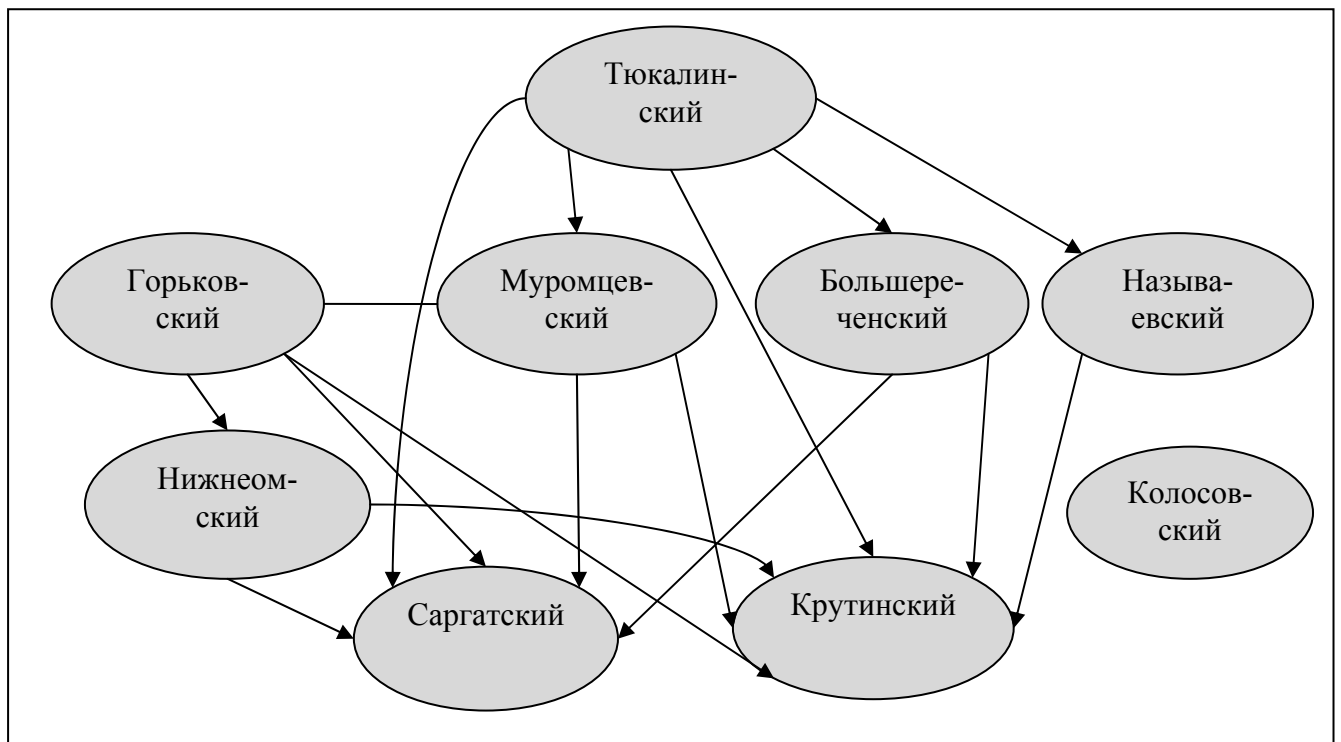 Тюкалин-
ский
Горьков-
ский
Муромцев-
ский
Большере-
ченский
Называ-
евский
Нижнеом-
ский
Колосов-
ский
Саргатский
Крутинский